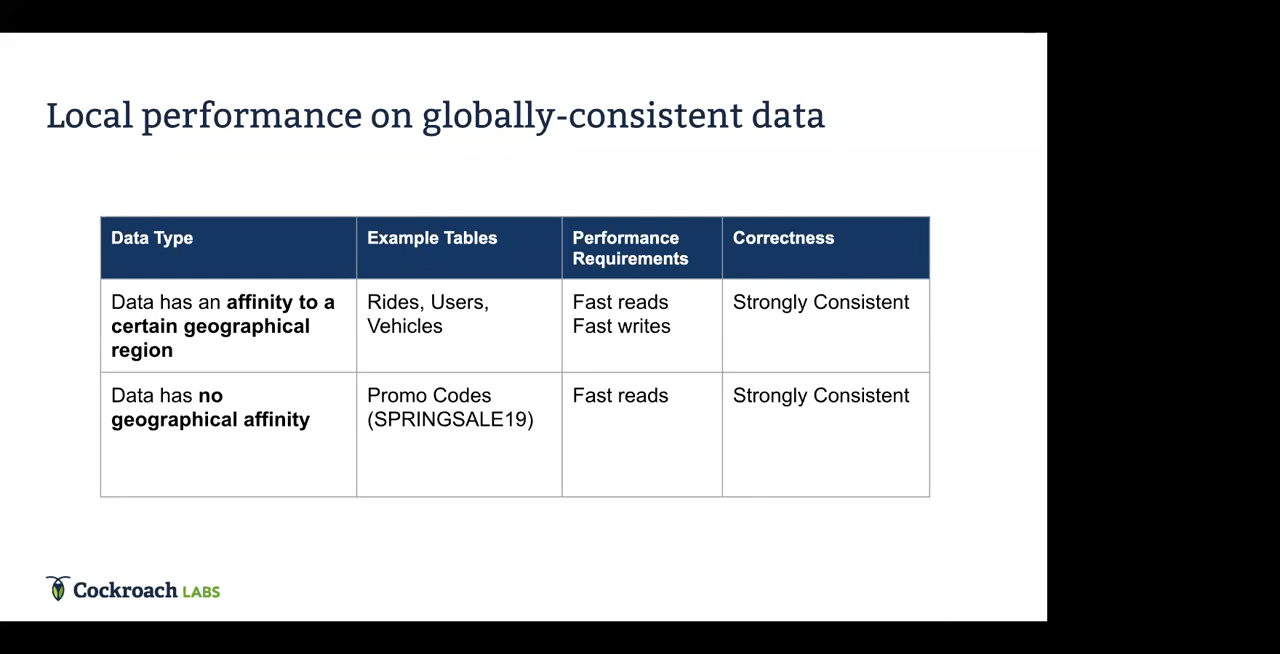 Local performance on globally-consistent data
Data Type
Example Tables
Performance
Requirements
Correctness
Data has an affinity to a
certain geographical
region
Rides, Users,
Vehicles
Fast reads
Fast writes
Strongly Consistent
Data has no
geographical affinity
Promo Codes
(SPRINGSALE19)
Fast reads
Strongly Consistent
Cockroach LABS